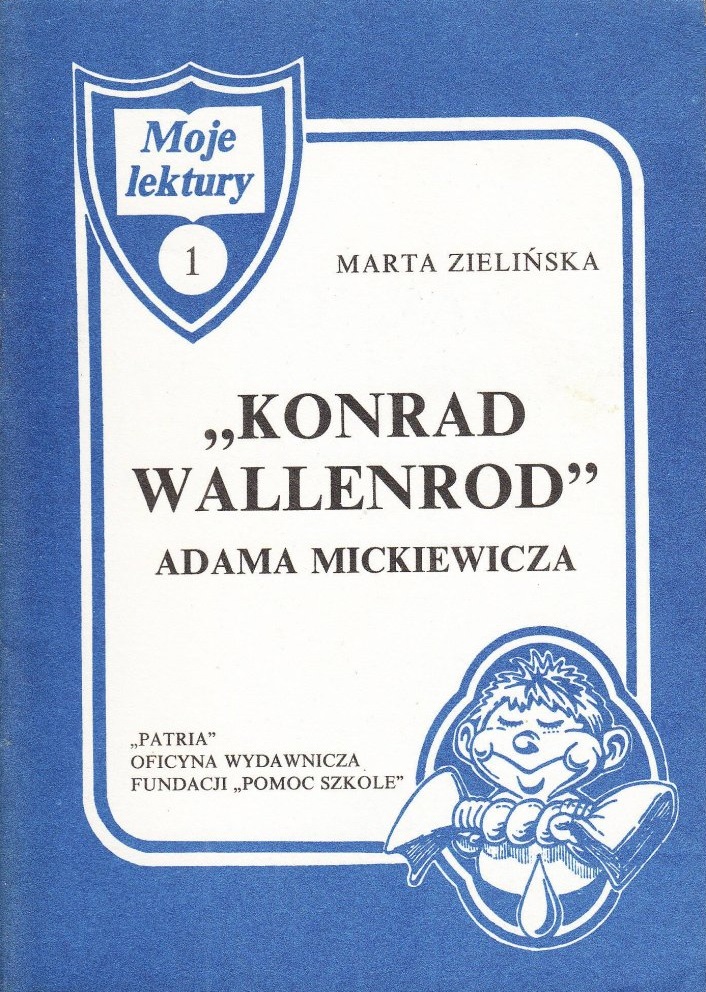 Moje
lektury
1
MARTA ZIELIŃSKA
„KONRAD
WALLENROD”
ADAMA MICKIEWICZA
„PATRIA”
OFICYNA WYDAWNICZA
FUNDACJI „POMOC SZKOLE”